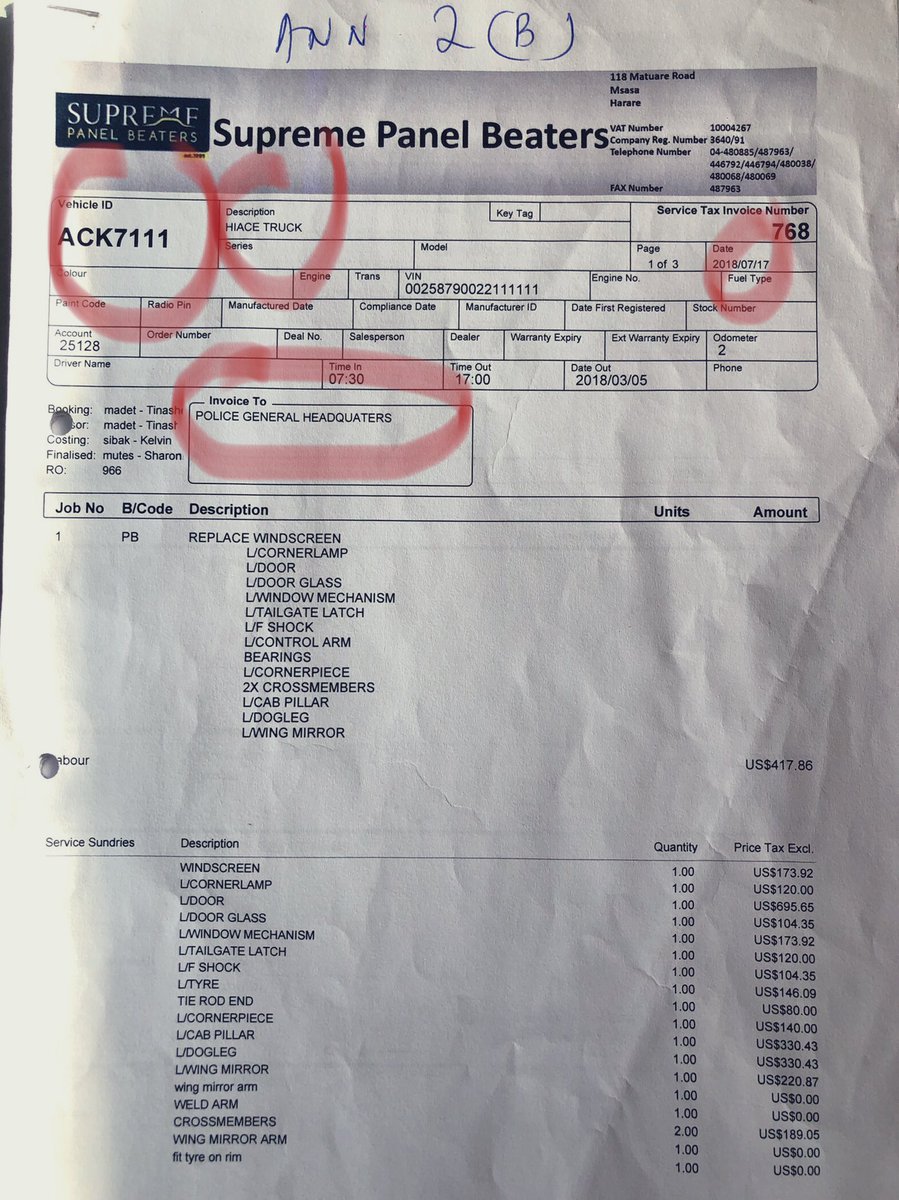 ANN 2 (B)
SUPREME
PANEL BEATERS
est.1991
Supreme Panel Beaters
118 Matuare Road
Msasa
Harare
VAT Number 10004267
Company Reg. Number 3640/91
Telephone Number 04-480885/487963/
446792/446794/480038/
480068/480069
FAX Number 487963
Vehicle ID
ACK7111
Description
HIACE TRUCK
Key Tag
Service Tax Invoice Number
768
Series
Model
Page
1 of 3
Date
2018/07/17
Colour
Engine
Trans
VIN
00258790022111111
Engine No.
Fuel Type
Paint Code
Radio Pin
Manufactured Date
Compliance Date
Manufacturer ID
Date First Registered
Stock Number
Account
25128
Order Number
Deal No.
Salesperson
Dealer
Warranty Expiry
Ext Warranty Expiry
Odometer
2
Driver Name
Time In
07:30
Time Out
17:00
Date Out
2018/03/05
Phone
Booking: madet - Tinash
sor: madet - Tinash
Costing: sibak - Kelvin
Finalised: mutes - Sharon
RO: 966
Invoice To
POLICE GENERAL HEADQUATERS
Job No B/Code Description Units Amount
1 PB REPLACE WINDSCREEN
L/CORNERLAMP
L/DOOR
L/DOOR GLASS
L/WINDOW MECHANISM
L/TAILGATE LATCH
L/F SHOCK
L/CONTROL ARM
BEARINGS
L/CORNERPIECE
2X CROSSMEMBERS
L/CAB PILLAR
L/DOGLEG
L/WING MIRROR
abour US$417.86
Service Sundries Description Quantity Price Tax Excl.
WINDSCREEN 1.00 US$173.92
L/CORNERLAMP 1.00 US$120.00
L/DOOR 1.00 US$695.65
L/DOOR GLASS 1.00 US$104.35
L/WINDOW MECHANISM 1.00 US$173.92
L/TAILGATE LATCH 1.00 US$120.00
L/F SHOCK 1.00 US$104.35
L/TYRE 1.00 US$146.09
TIE ROD END 1.00 US$80.00
L/CORNERPIECE 1.00 US$140.00
L/CAB PILLAR 1.00 US$330.43
L/DOGLEG 1.00 US$330.43
L/WING MIRROR 1.00 US$220.87
wing mirror arm 1.00 US$0.00
WELD ARM 1.00 US$0.00
CROSSMEMBERS 2.00 US$189.05
WING MIRROR ARM 1.00 US$0.00
fit tyre on rim 1.00 US$0.00